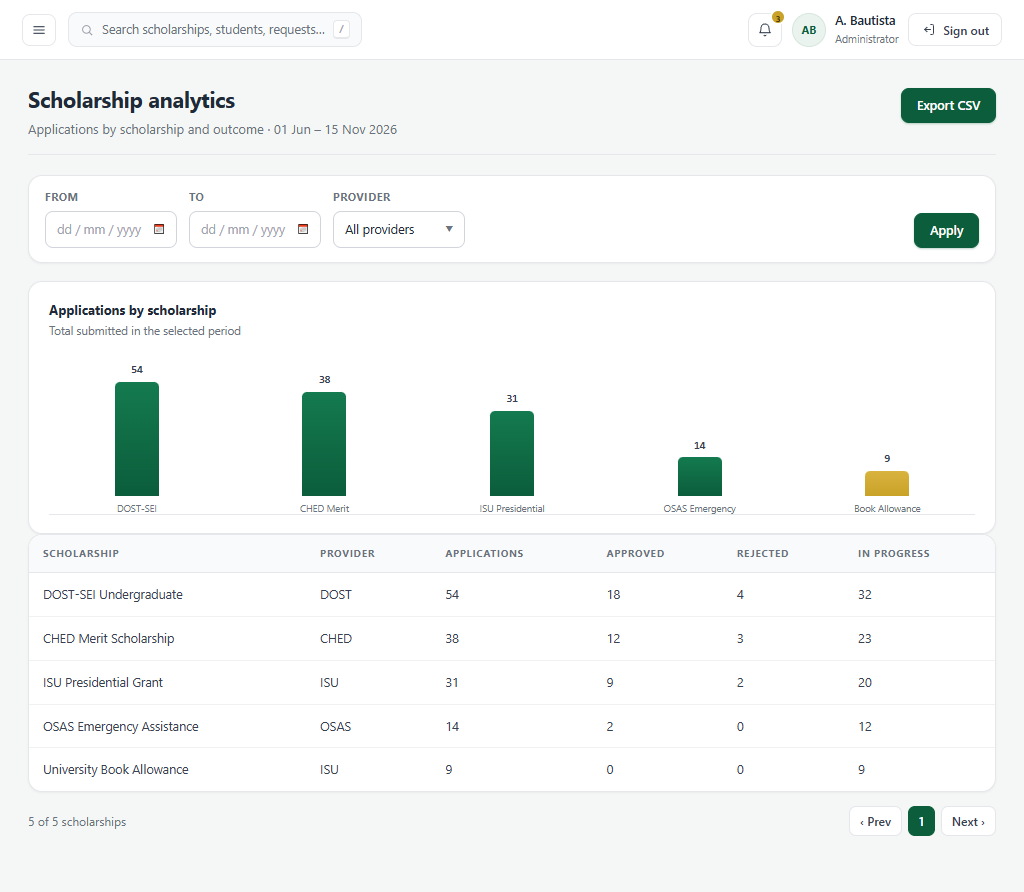 Search scholarships, students, requests... /
3
AB
A. Bautista
Administrator
Sign out
Scholarship analytics
Applications by scholarship and outcome · 01 Jun – 15 Nov 2026
Export CSV
FROM TO PROVIDER
dd / mm / yyyy dd / mm / yyyy All providers
Apply
Applications by scholarship
Total submitted in the selected period
54 38 31 14 9
DOST-SEI CHED Merit ISU Presidential OSAS Emergency Book Allowance
SCHOLARSHIP PROVIDER APPLICATIONS APPROVED REJECTED IN PROGRESS
DOST-SEI Undergraduate DOST 54 18 4 32
CHED Merit Scholarship CHED 38 12 3 23
ISU Presidential Grant ISU 31 9 2 20
OSAS Emergency Assistance OSAS 14 2 0 12
University Book Allowance ISU 9 0 0 9
5 of 5 scholarships ‹ Prev 1 Next ›